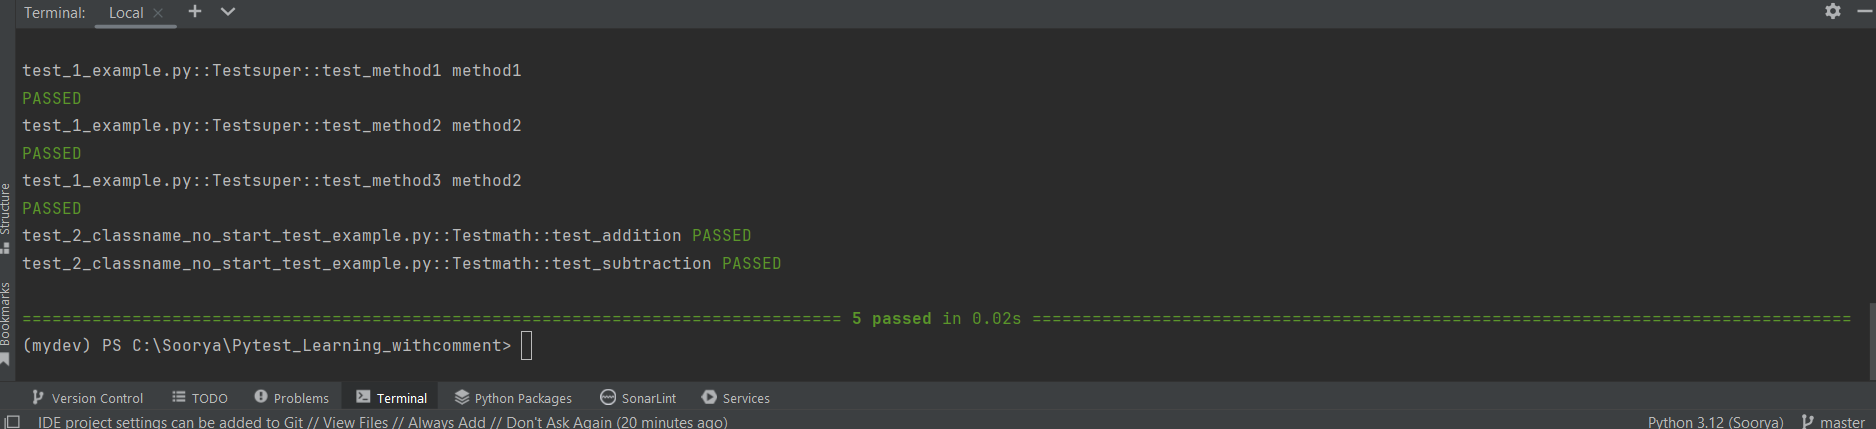 Terminal: Local
test_1_example.py::Testsuper::test_method1 method1
PASSED
test_1_example.py::Testsuper::test_method2 method2
PASSED
test_1_example.py::Testsuper::test_method3 method2
PASSED
test_2_classname_no_start_test_example.py::Testmath::test_addition PASSED
test_2_classname_no_start_test_example.py::Testmath::test_subtraction PASSED
================================================================================== 5 passed in 0.02s ==================================================================================
(mydev) PS C:\Soorya\Pytest_Learning_withcomment>
Structure
Bookmarks
Version Control TODO Problems Terminal Python Packages SonarLint Services
IDE project settings can be added to Git // View Files // Always Add // Don't Ask Again (20 minutes ago) Python 3.12 (Soorya) master